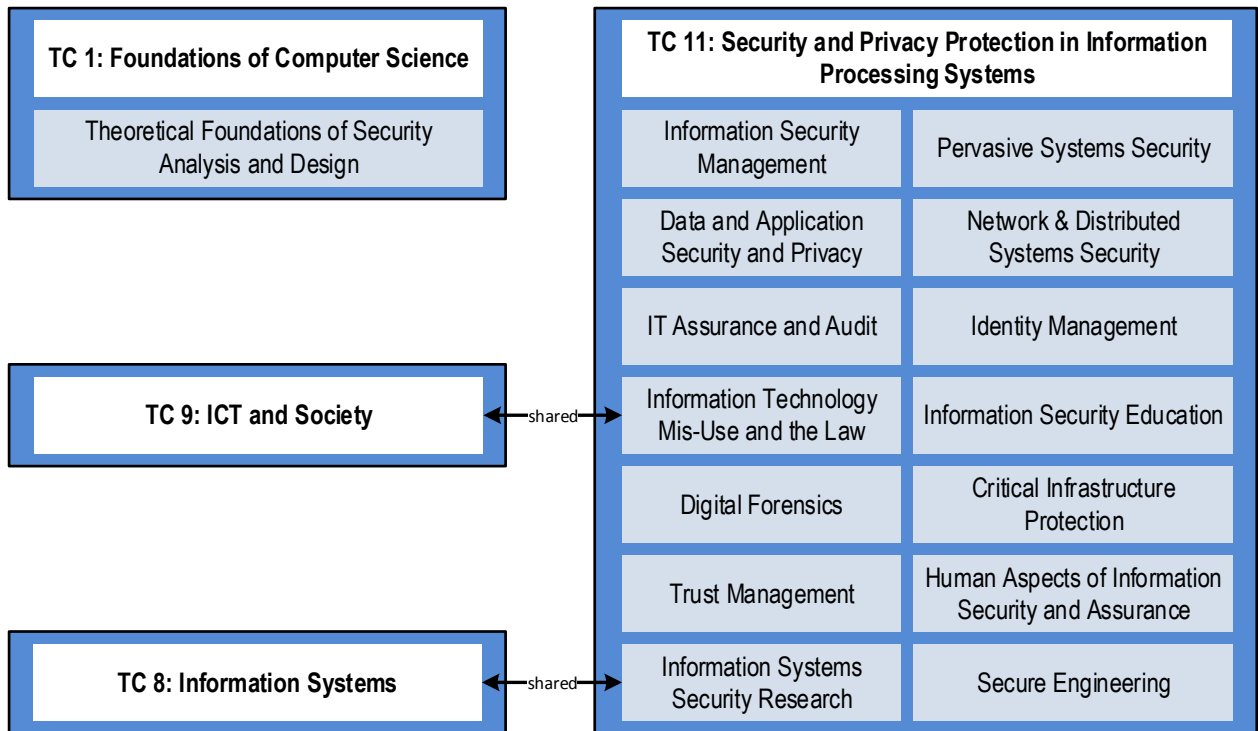 TC 1: Foundations of Computer Science
Theoretical Foundations of Security
Analysis and Design
TC 9: ICT and Society
shared
TC 8: Information Systems
shared
TC 11: Security and Privacy Protection in Information
Processing Systems
Information Security
Management
Pervasive Systems Security
Data and Application
Security and Privacy
Network & Distributed
Systems Security
IT Assurance and Audit
Identity Management
Information Technology
Mis-Use and the Law
Information Security Education
Digital Forensics
Critical Infrastructure
Protection
Trust Management
Human Aspects of Information
Security and Assurance
Information Systems
Security Research
Secure Engineering